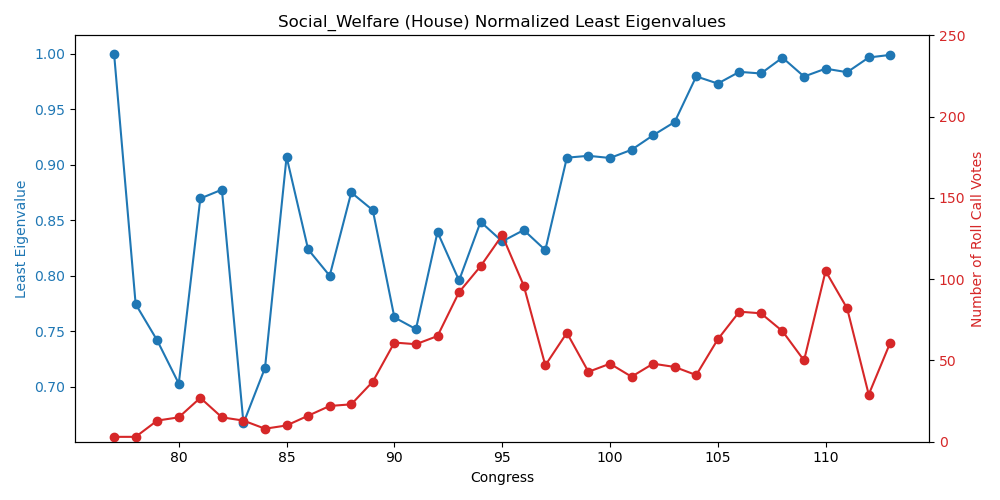 Social_Welfare (House) Normalized Least Eigenvalues
1.00
0.95
0.90
0.85
0.80
0.75
0.70
Least Eigenvalue
250
200
150
100
50
0
Number of Roll Call Votes
80 85 90 95 100 105 110
Congress